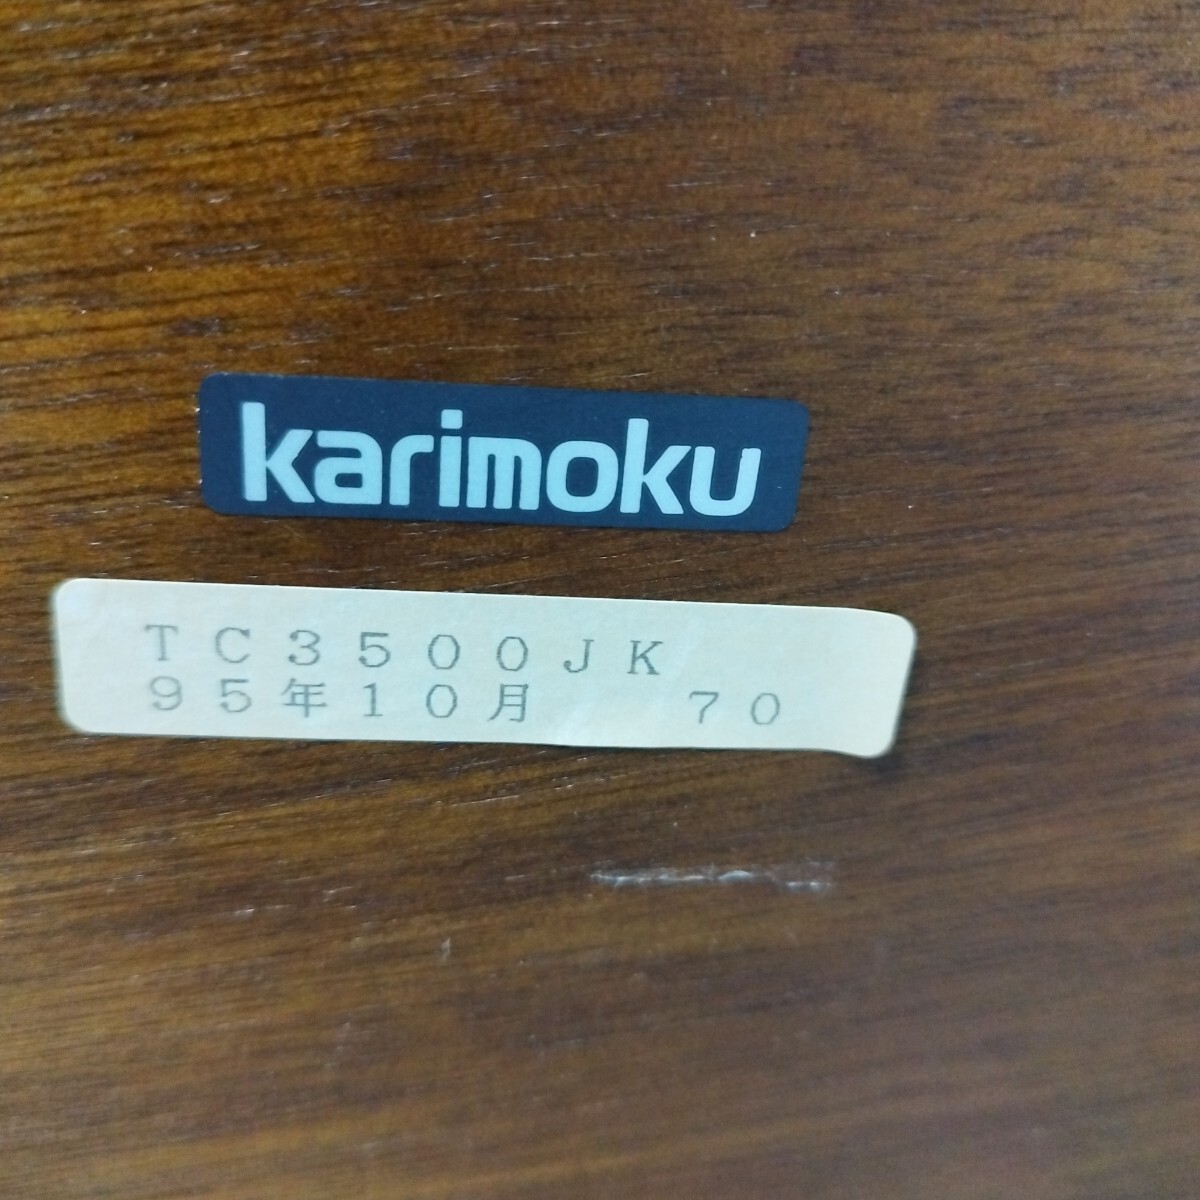 karimoku
TC3500JK
95年10月 70